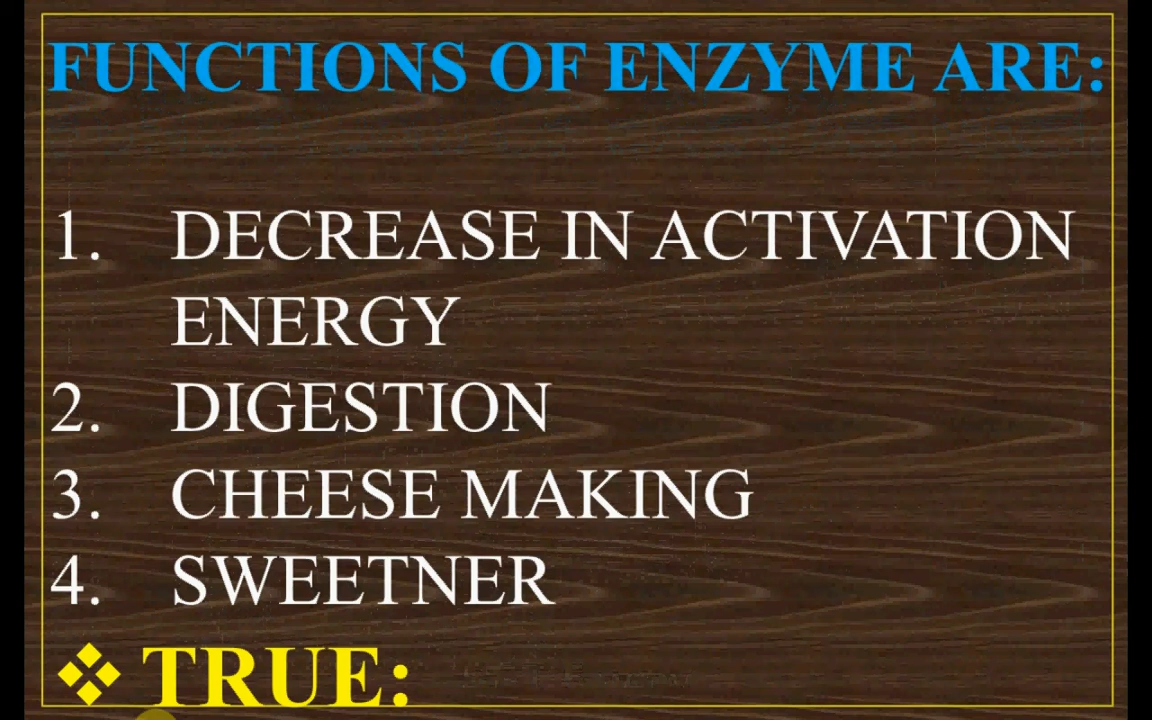 FUNCTIONS OF ENZYME ARE:
1. DECREASE IN ACTIVATION
ENERGY
2. DIGESTION
3. CHEESE MAKING
4. SWEETNER
❖ TRUE: